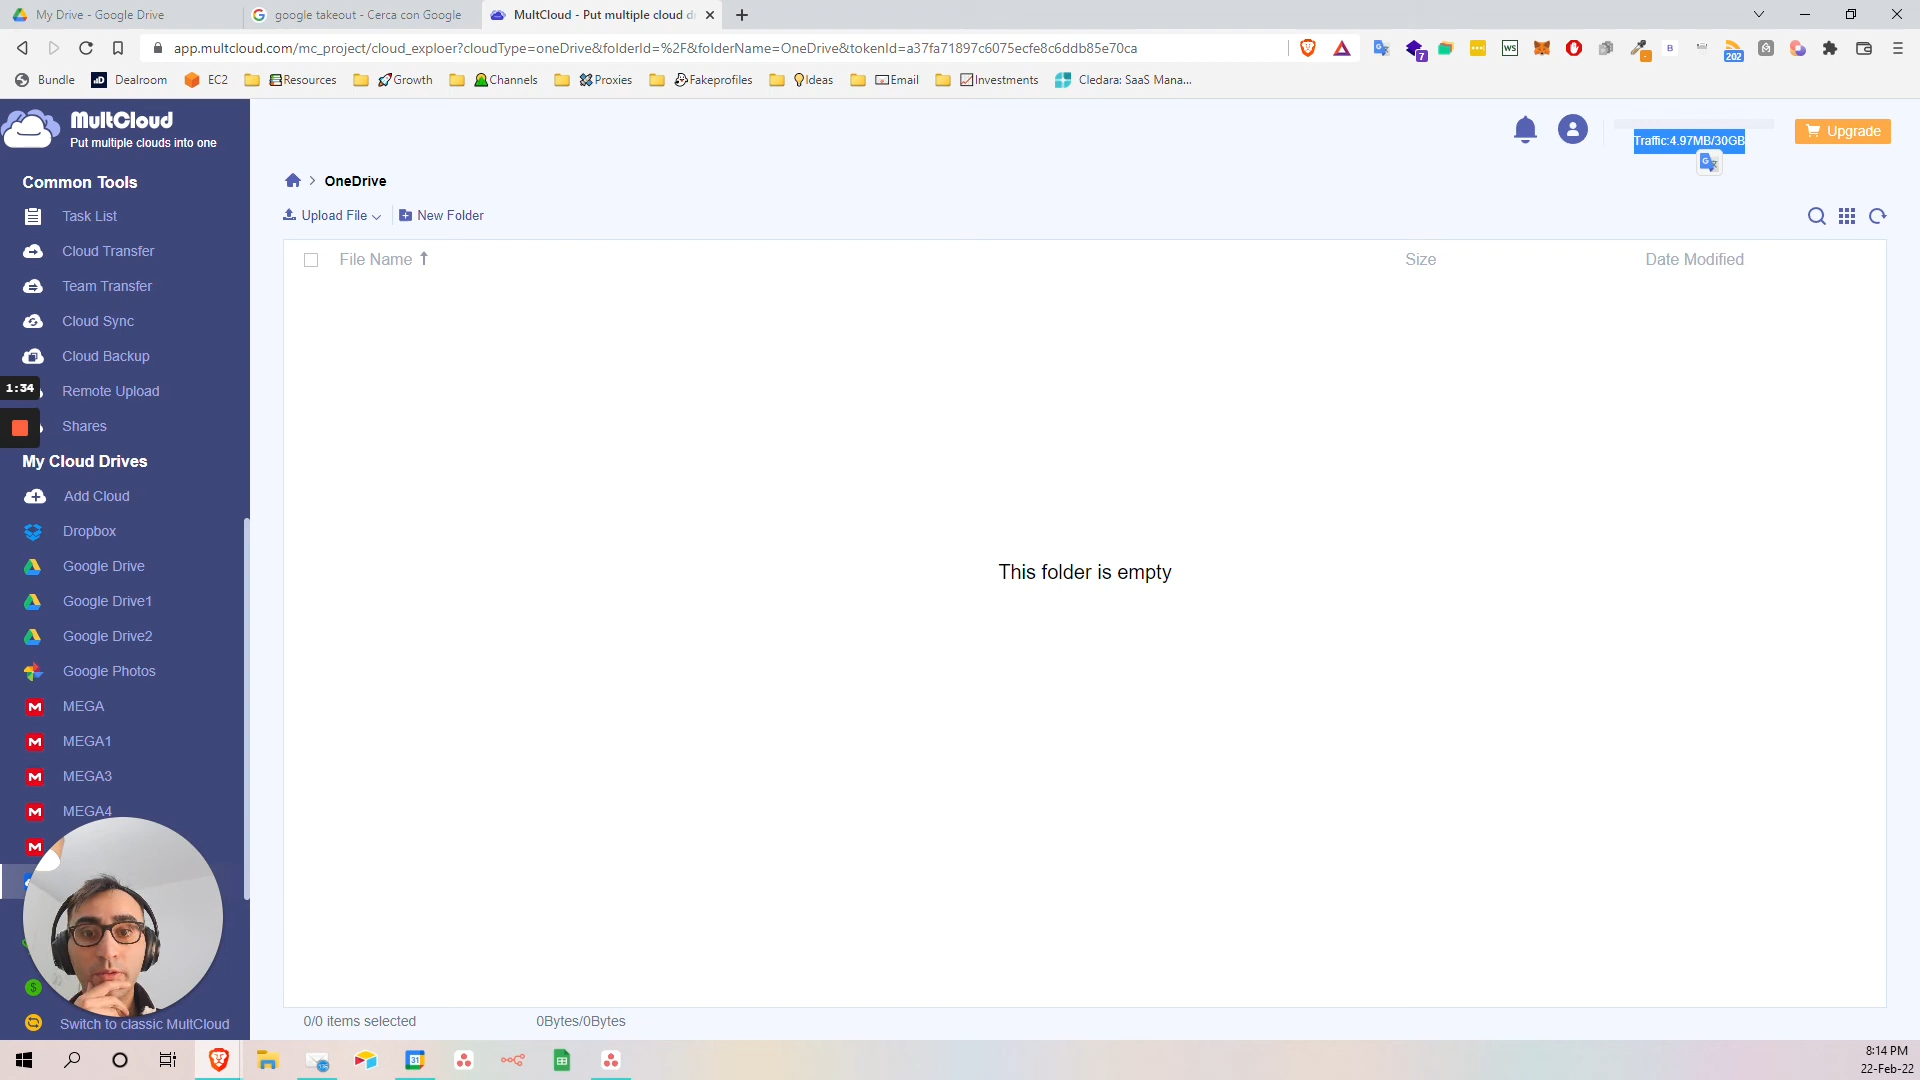 My Drive - Google Drive
google takeout - Cerca con Google
MultCloud - Put multiple cloud d
app.multcloud.com/mc_project/cloud_exploer?cloudType=oneDrive&folderId=%2F&folderName=OneDrive&tokenId=a37fa71897c6075ecfe8c6ddb85e70ca
7
WS
B
202
Bundle
Dealroom
EC2
Resources
Growth
Channels
Proxies
Fakeprofiles
Ideas
Email
Investments
Cledara: SaaS Mana...
MultCloud
Put multiple clouds into one
Traffic:4.97MB/30GB
Upgrade
Common Tools
Task List
Cloud Transfer
Team Transfer
Cloud Sync
Cloud Backup
Remote Upload
Shares
1:34
My Cloud Drives
Add Cloud
Dropbox
Google Drive
Google Drive1
Google Drive2
Google Photos
MEGA
MEGA1
MEGA3
MEGA4
Switch to classic MultCloud
OneDrive
Upload File
New Folder
File Name
Size
Date Modified
This folder is empty
0/0 items selected
0Bytes/0Bytes
31
8:14 PM
22-Feb-22